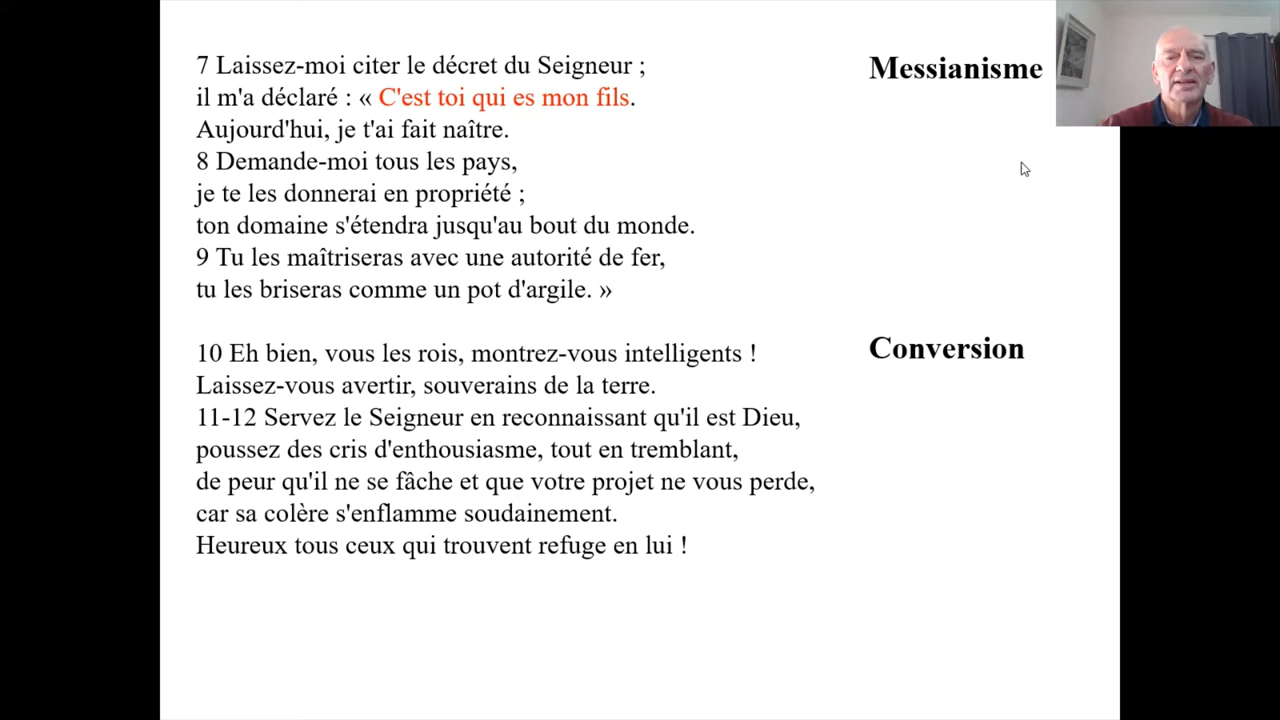 7 Laissez-moi citer le décret du Seigneur ;
il m'a déclaré : « C'est toi qui es mon fils.
Aujourd'hui, je t'ai fait naître.
8 Demande-moi tous les pays,
je te les donnerai en propriété ;
ton domaine s'étendra jusqu'au bout du monde.
9 Tu les maîtriseras avec une autorité de fer,
tu les briseras comme un pot d'argile. »
Messianisme
10 Eh bien, vous les rois, montrez-vous intelligents !
Laissez-vous avertir, souverains de la terre.
11-12 Servez le Seigneur en reconnaissant qu'il est Dieu,
poussez des cris d'enthousiasme, tout en tremblant,
de peur qu'il ne se fâche et que votre projet ne vous perde,
car sa colère s'enflamme soudainement.
Heureux tous ceux qui trouvent refuge en lui !
Conversion